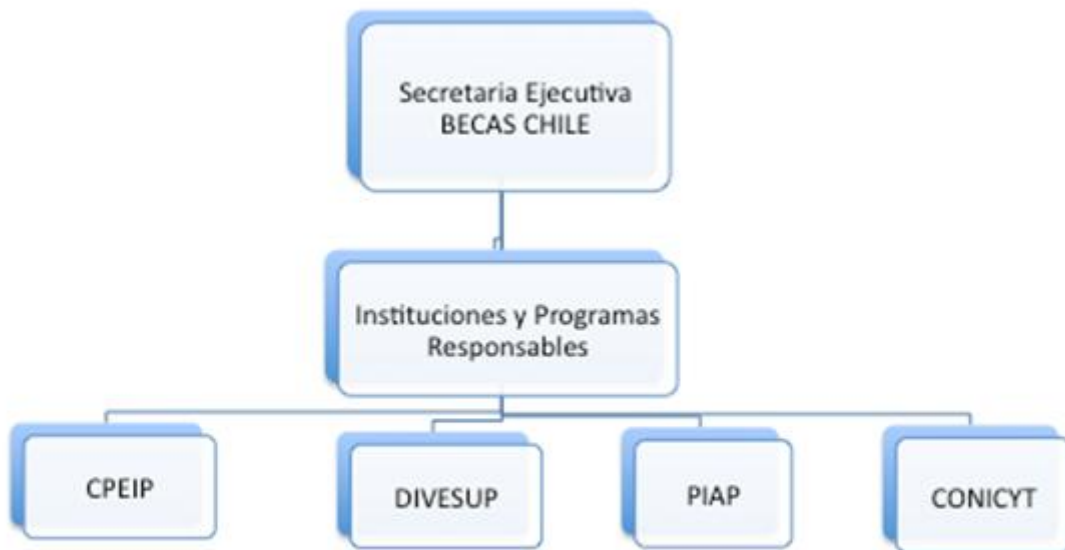 Secretaria Ejecutiva
BECAS CHILE
Instituciones y Programas
Responsables
CPEIP
DIVESUP
PIAP
CONICYT